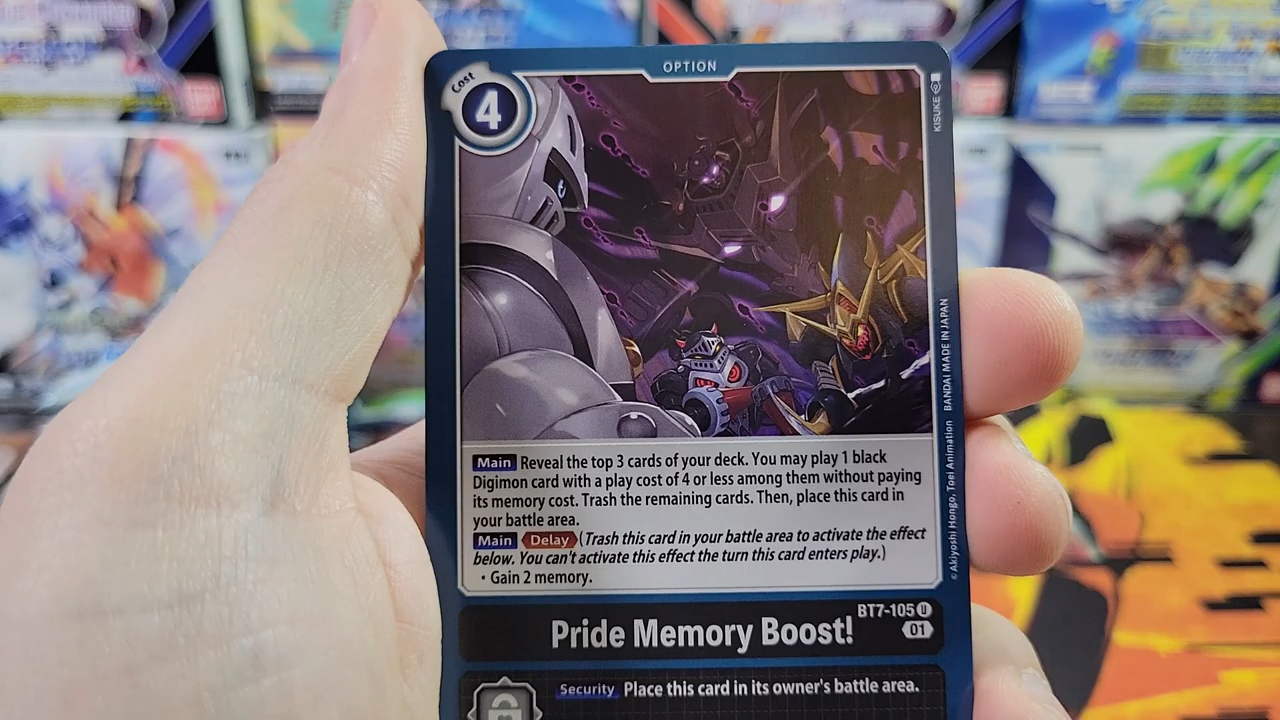 OPTION
Cost
4
KISUKE
Main Reveal the top 3 cards of your deck. You may play 1 black
Digimon card with a play cost of 4 or less among them without paying
its memory cost. Trash the remaining cards. Then, place this card in
your battle area.
Main Delay (Trash this card in your battle area to activate the effect
below. You can't activate this effect the turn this card enters play.)
・Gain 2 memory.
©Akiyoshi Hongo, Toei Animation BANDAI MADE IN JAPAN
BT7-105 U
01
Pride Memory Boost!
Security Place this card in its owner's battle area.